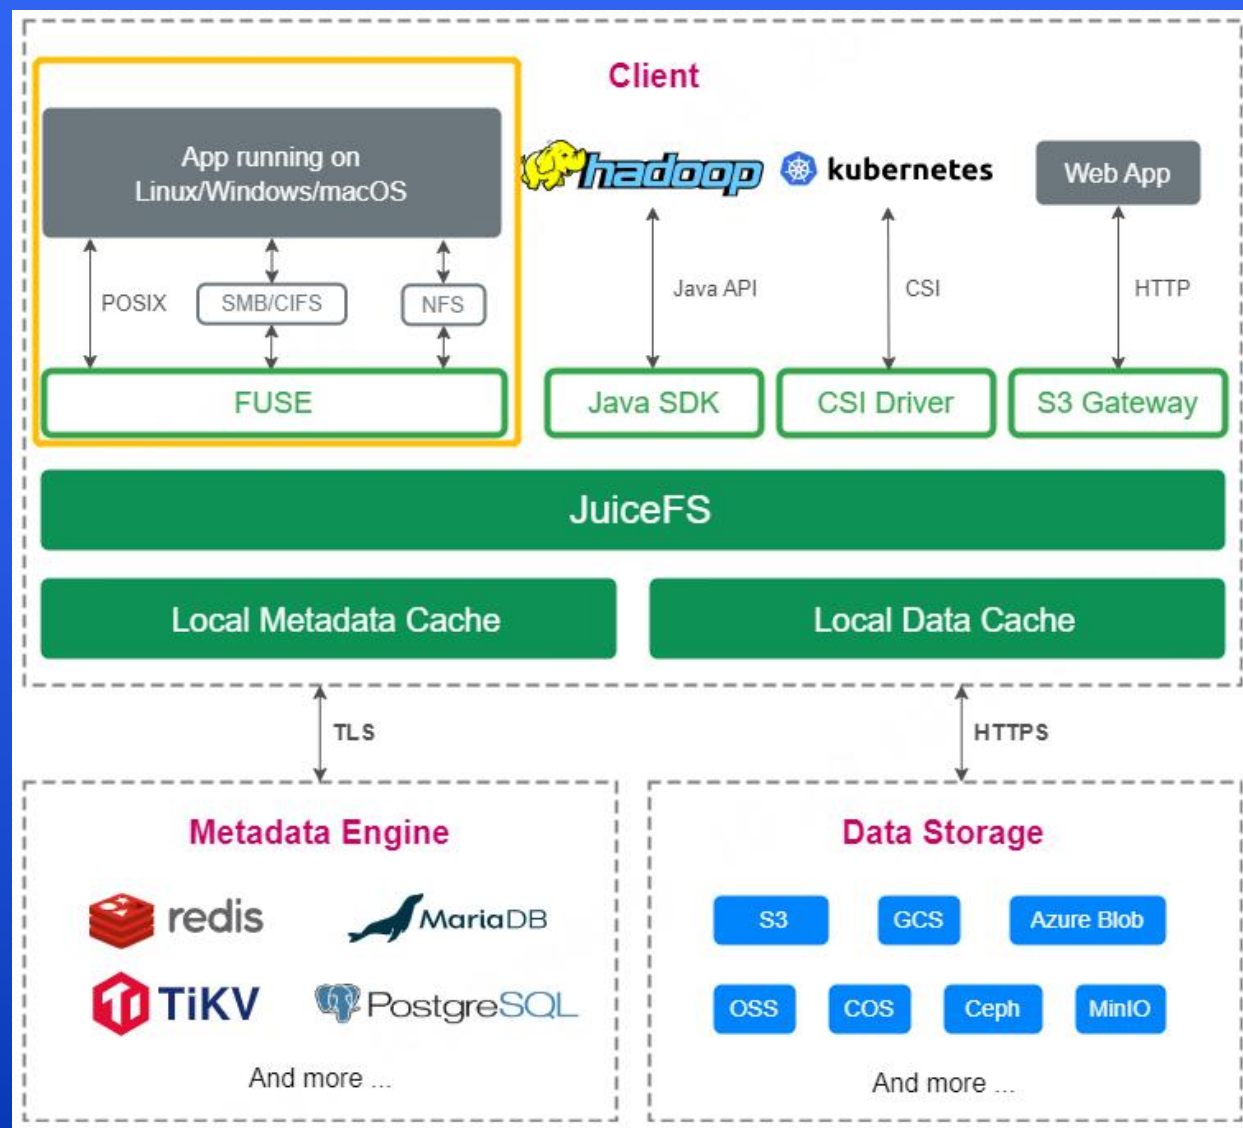 Client
App running on
Linux/Windows/macOS
hadoop
kubernetes
Web App
POSIX
SMB/CIFS
NFS
Java API
CSI
HTTP
FUSE
Java SDK
CSI Driver
S3 Gateway
JuiceFS
Local Metadata Cache
Local Data Cache
TLS
HTTPS
Metadata Engine
redis
MariaDB
TiKV
PostgreSQL
And more ...
Data Storage
S3
GCS
Azure Blob
OSS
COS
Ceph
MinIO
And more ...